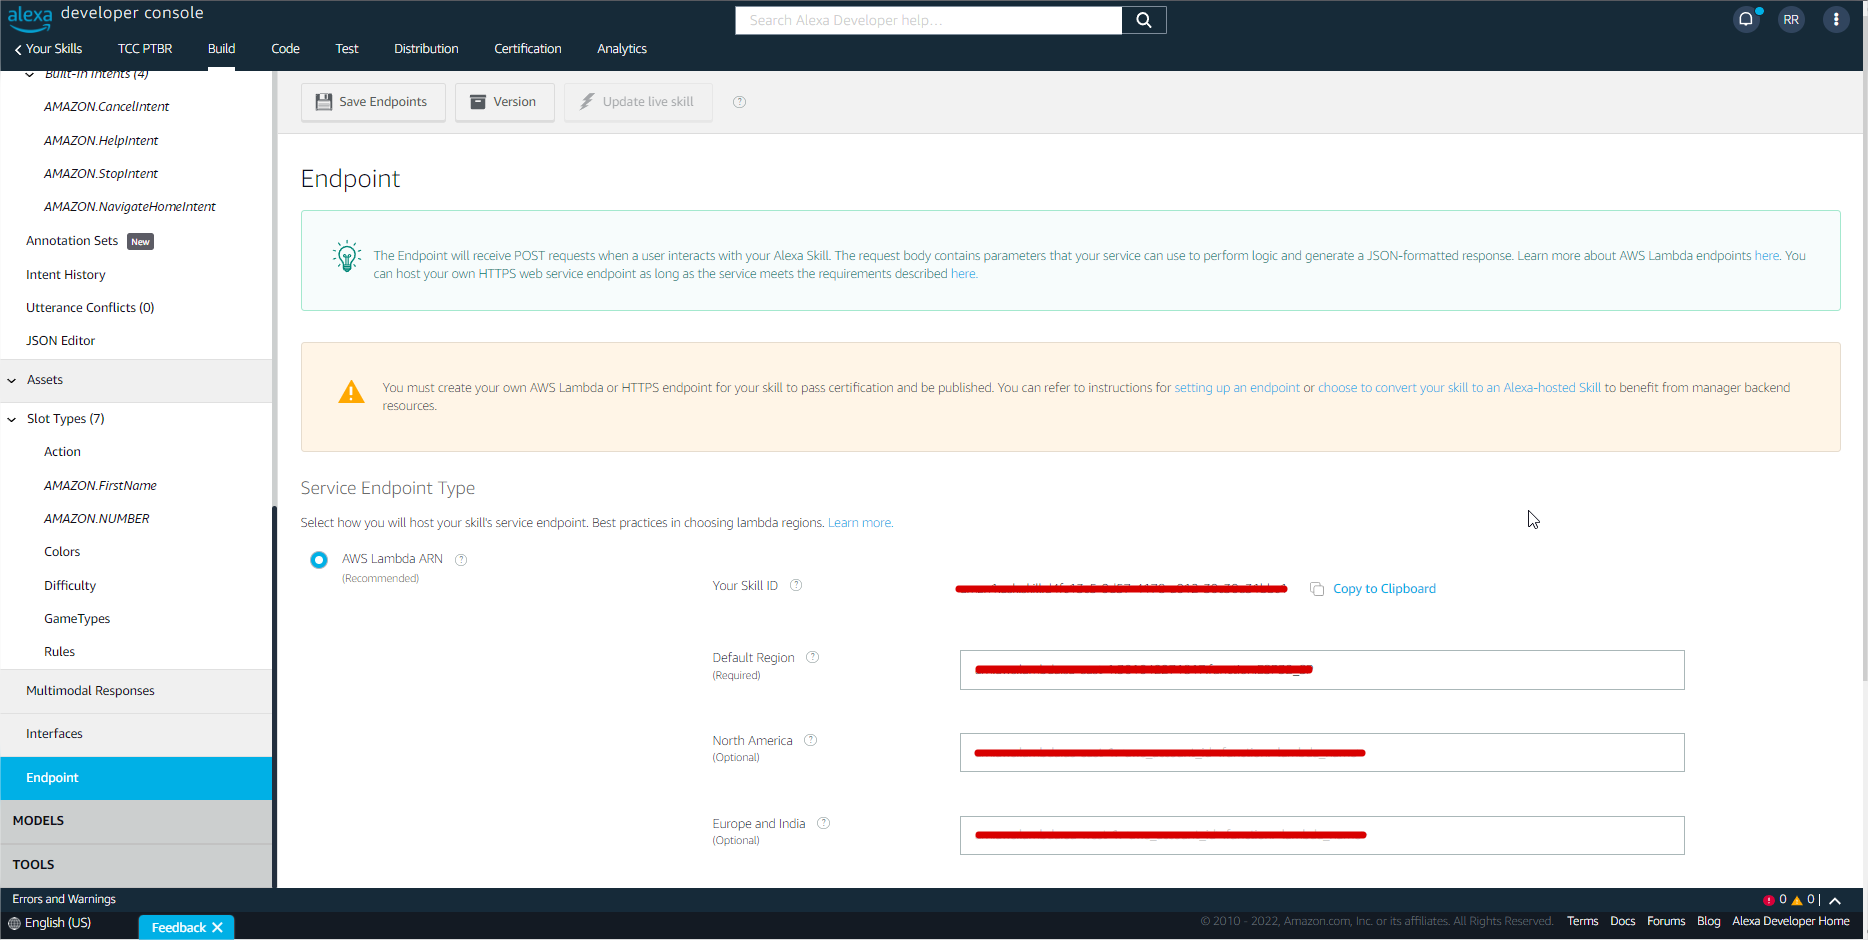 alexa developer console
Search Alexa Developer help...
RR
Your Skills
TCC PTBR
Build
Code
Test
Distribution
Certification
Analytics
Built-In Intents (4)
AMAZON.CancelIntent
AMAZON.HelpIntent
AMAZON.StopIntent
AMAZON.NavigateHomeIntent
Annotation Sets New
Intent History
Utterance Conflicts (0)
JSON Editor
Assets
Slot Types (7)
Action
AMAZON.FirstName
AMAZON.NUMBER
Colors
Difficulty
GameTypes
Rules
Multimodal Responses
Interfaces
Endpoint
MODELS
TOOLS
Save Endpoints
Version
Update live skill
Endpoint
The Endpoint will receive POST requests when a user interacts with your Alexa Skill. The request body contains parameters that your service can use to perform logic and generate a JSON-formatted response. Learn more about AWS Lambda endpoints here. You
can host your own HTTPS web service endpoint as long as the service meets the requirements described here.
You must create your own AWS Lambda or HTTPS endpoint for your skill to pass certification and be published. You can refer to instructions for setting up an endpoint or choose to convert your skill to an Alexa-hosted Skill to benefit from manager backend
resources.
Service Endpoint Type
Select how you will host your skill's service endpoint. Best practices in choosing lambda regions. Learn more.
AWS Lambda ARN
(Recommended)
Your Skill ID
Copy to Clipboard
Default Region
(Required)
North America
(Optional)
Europe and India
(Optional)
Errors and Warnings
0 0 |
English (US)
Feedback
© 2010 - 2022, Amazon.com, Inc. or its affiliates. All Rights Reserved.
Terms
Docs
Forums
Blog
Alexa Developer Home